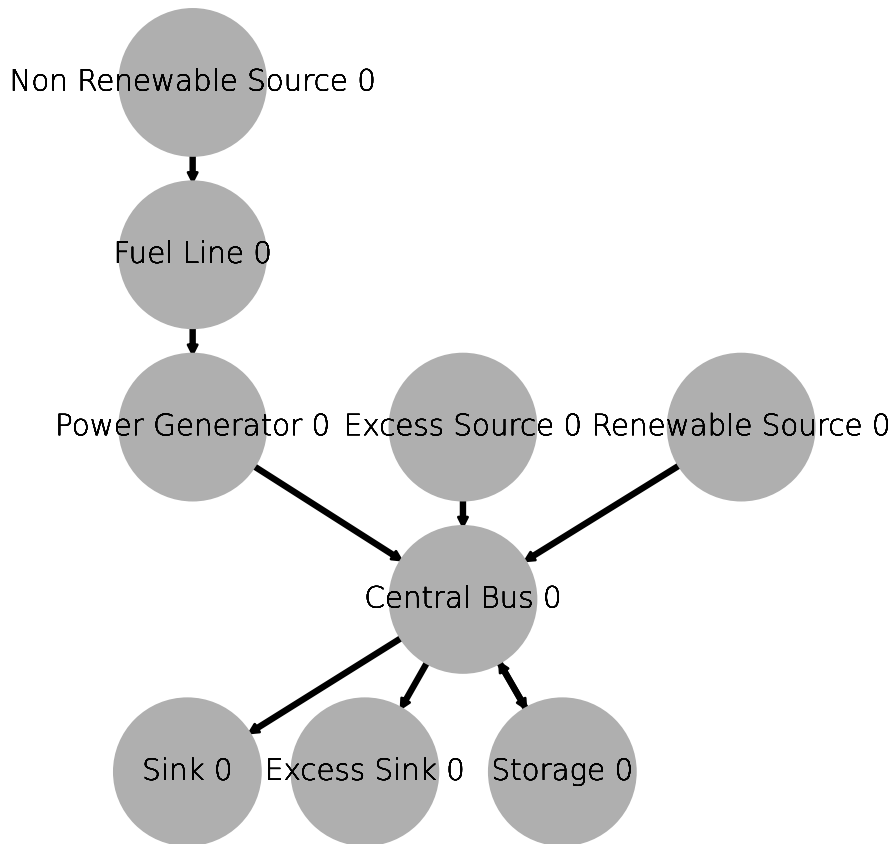 Non Renewable Source 0
Fuel Line 0
Power Generator 0
Excess Source 0
Renewable Source 0
Central Bus 0
Sink 0
Excess Sink 0
Storage 0